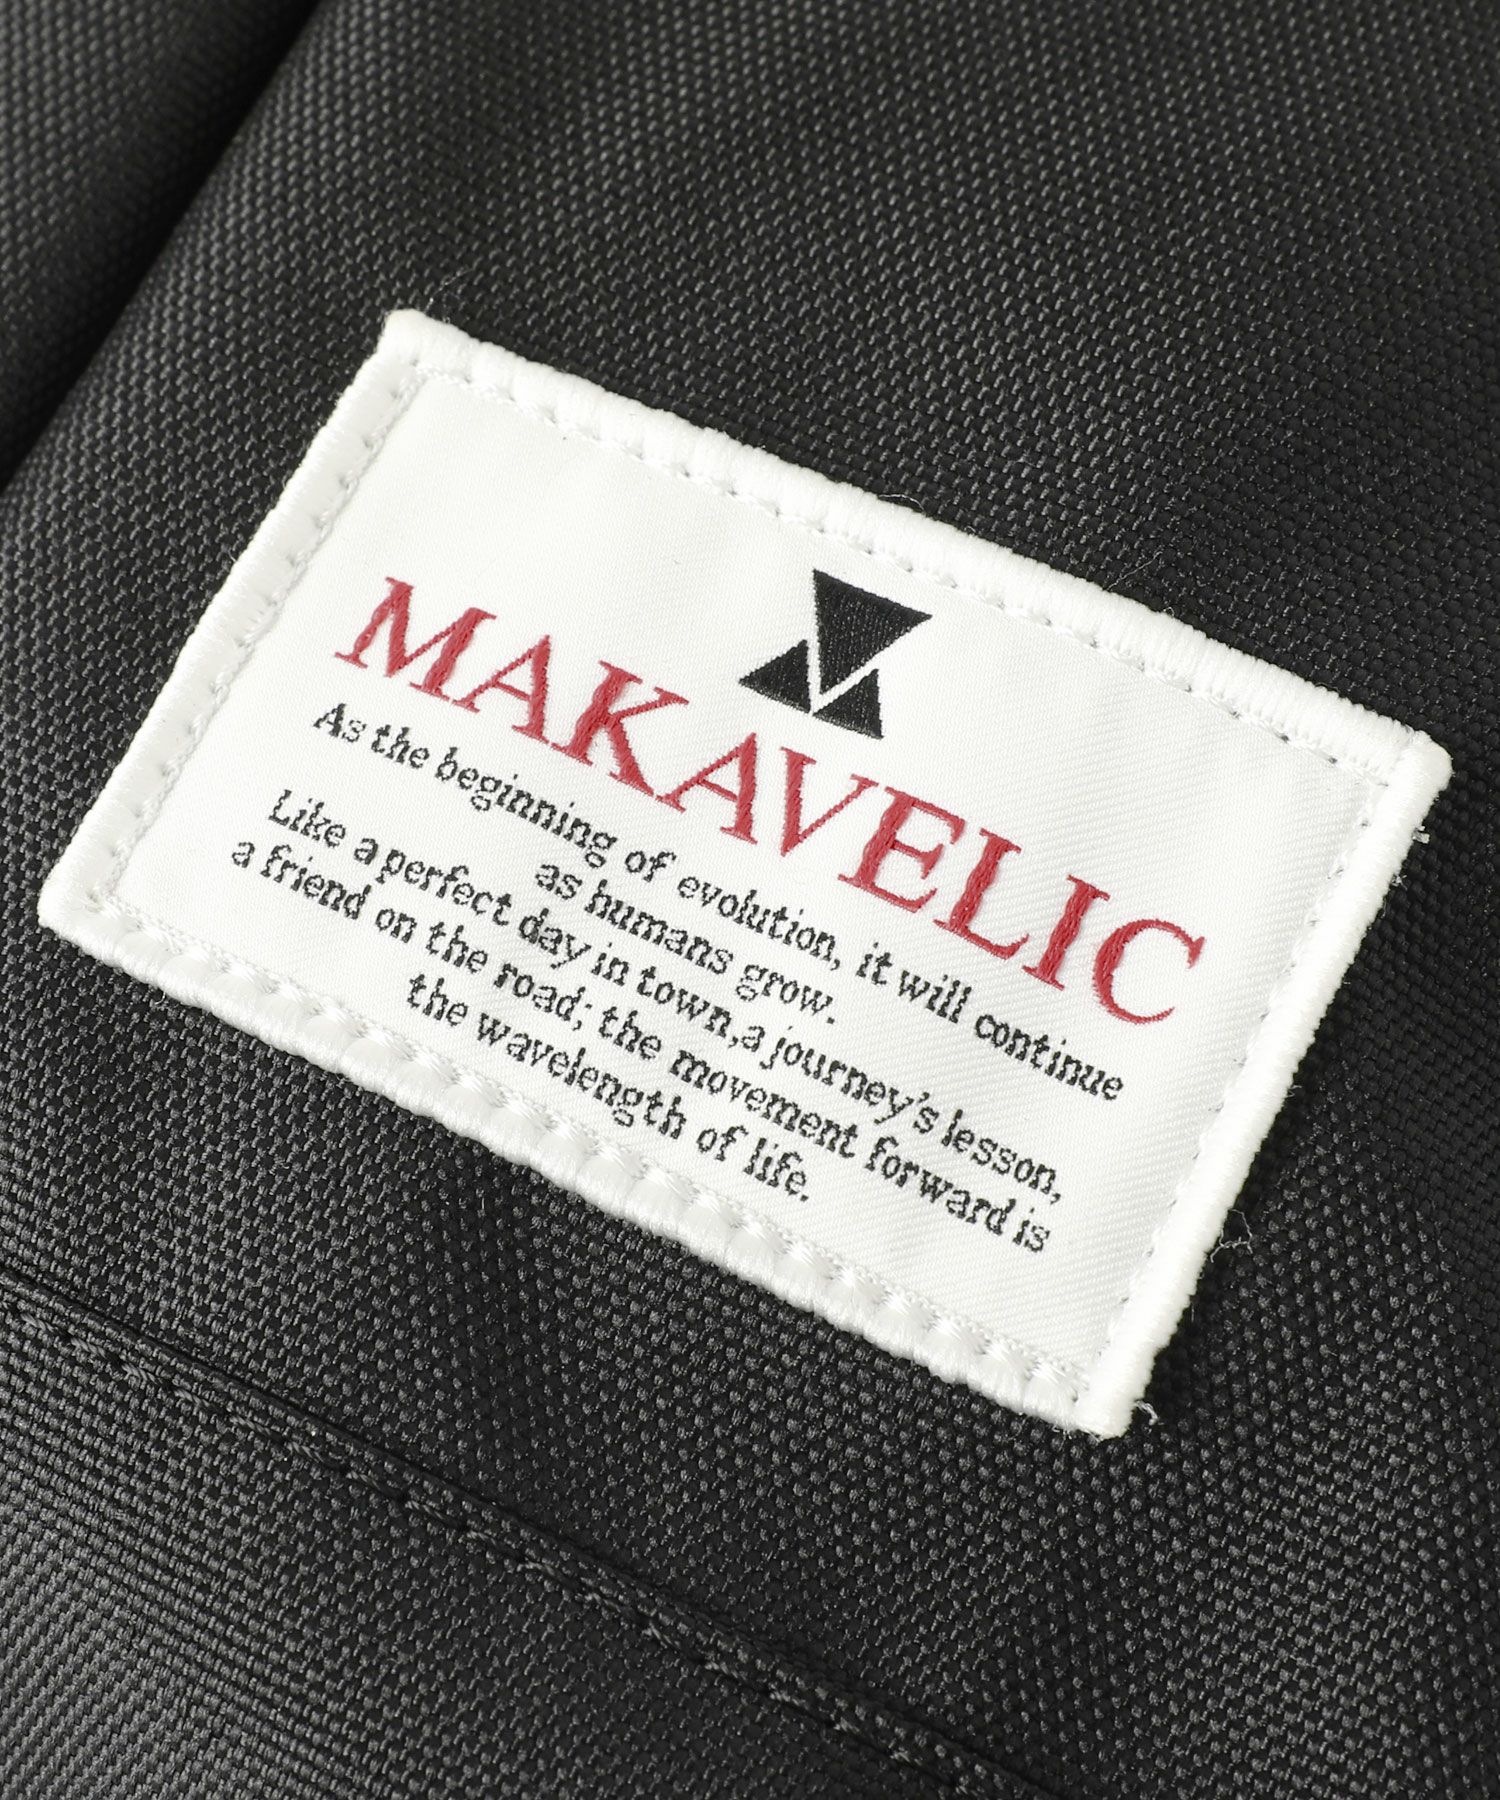 MAKAVELIC
As the beginning of evolution, it will continue
as humans grow.
Like a perfect day in town,a journey's lesson,
a friend on the road; the movement forward is
the wavelength of life.